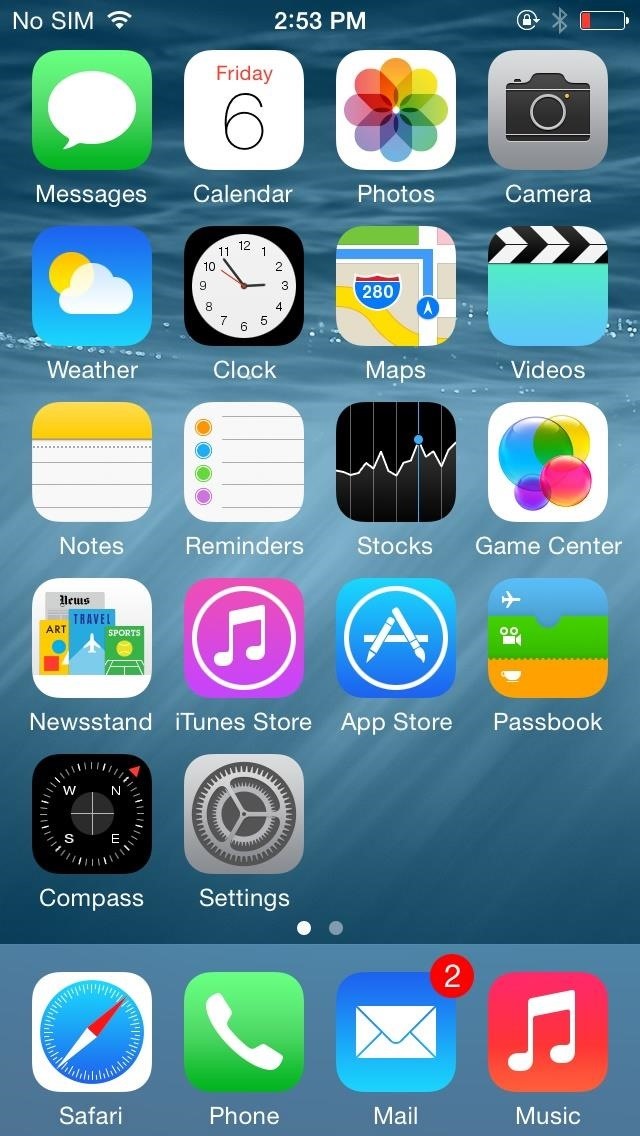 No SIM 2:53 PM
Friday
6
Messages Calendar Photos Camera
12
11 1
10 2
9 3
8 4
7 5
6
280
Weather Clock Maps Videos
Notes Reminders Stocks Game Center
News
ART TRAVEL SPORTS
Newsstand iTunes Store App Store Passbook
W N
S E
Compass Settings
2
Safari Phone Mail Music